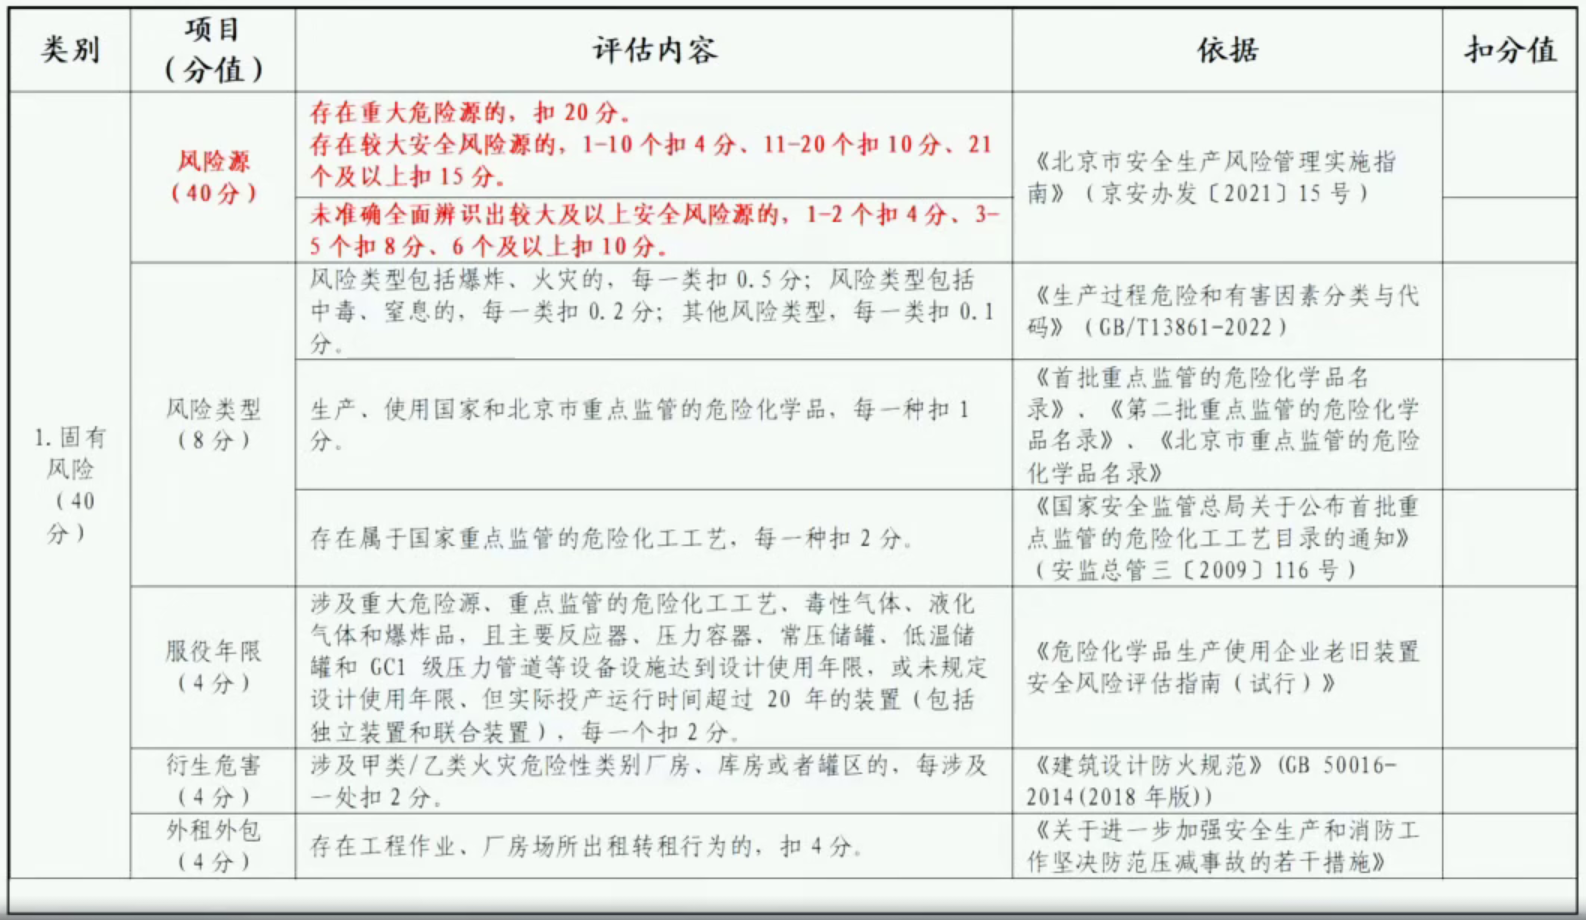 类别
项目
（分值）
评估内容
依据
扣分值
1.固有
风险
（40
分）
风险源
（40分）
存在重大危险源的，扣 20 分。
存在较大安全风险源的，1-10 个扣 4 分、11-20 个扣 10 分、21
个及以上扣 15 分。
未准确全面辨识出较大及以上安全风险源的，1-2 个扣 4 分、3-
5 个扣 8 分、6 个及以上扣 10 分。
《北京市安全生产风险管理实施指
南》（京安办发〔2021〕15 号）
风险类型
（8分）
风险类型包括爆炸、火灾的，每一类扣 0.5 分；风险类型包括
中毒、窒息的，每一类扣 0.2 分；其他风险类型，每一类扣 0.1
分。
《生产过程危险和有害因素分类与代
码》（GB/T13861-2022）
生产、使用国家和北京市重点监管的危险化学品，每一种扣 1
分。
《首批重点监管的危险化学品名
录》、《第二批重点监管的危险化学
品名录》、《北京市重点监管的危险
化学品名录》
存在属于国家重点监管的危险化工工艺，每一种扣 2 分。
《国家安全监管总局关于公布首批重
点监管的危险化工工艺目录的通知》
（安监总管三〔2009〕116 号）
服役年限
（4分）
涉及重大危险源、重点监管的危险化工工艺、毒性气体、液化
气体和爆炸品，且主要反应器、压力容器、常压储罐、低温储
罐和 GC1 级压力管道等设备设施达到设计使用年限，或未规定
设计使用年限、但实际投产运行时间超过 20 年的装置（包括
独立装置和联合装置），每一个扣 2 分。
《危险化学品生产使用企业老旧装置
安全风险评估指南（试行）》
衍生危害
（4分）
涉及甲类/乙类火灾危险性类别厂房、库房或者罐区的，每涉及
一处扣 2 分。
《建筑设计防火规范》(GB 50016-
2014(2018 年版))
外租外包
（4分）
存在工程作业、厂房场所出租转租行为的，扣 4 分。
《关于进一步加强安全生产和消防工
作坚决防范压减事故的若干措施》